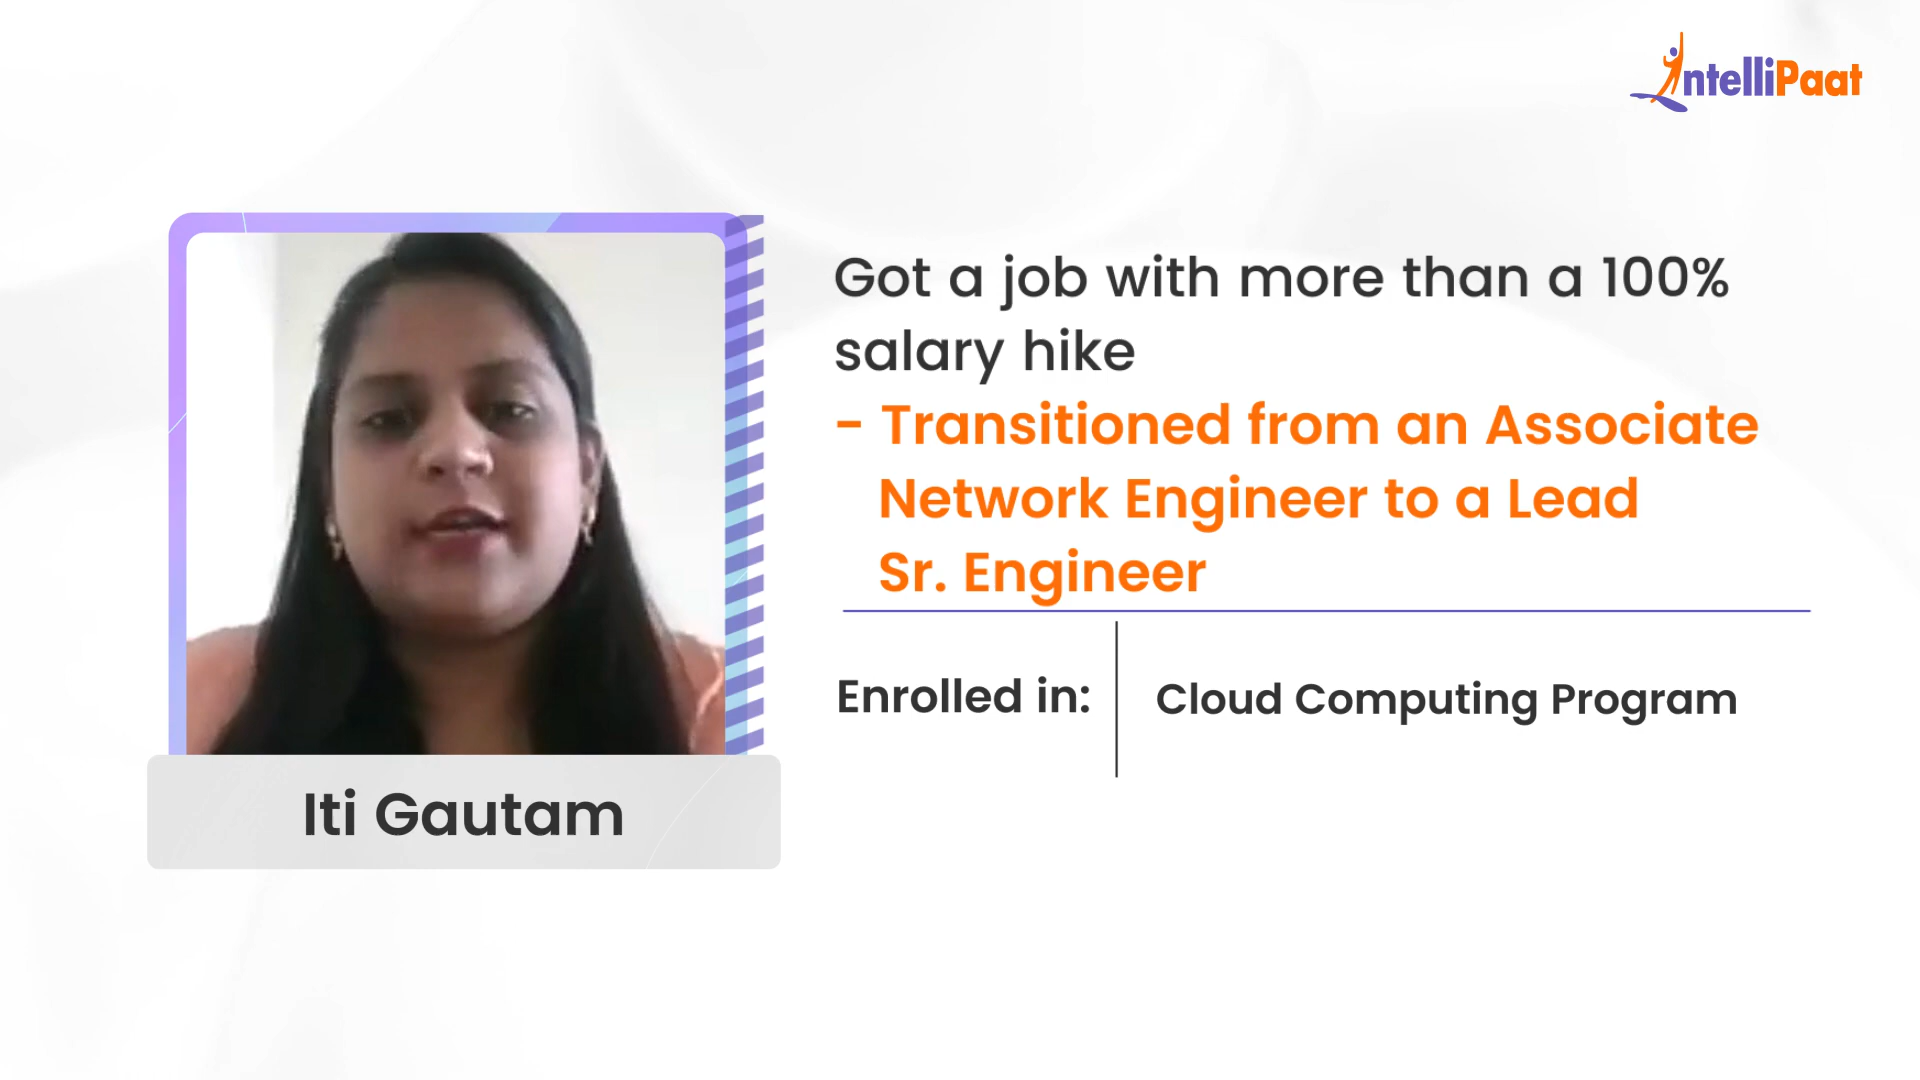 IntelliPaat
Got a job with more than a 100%
salary hike
- Transitioned from an Associate
Network Engineer to a Lead
Sr. Engineer
Enrolled in:
Cloud Computing Program
Iti Gautam